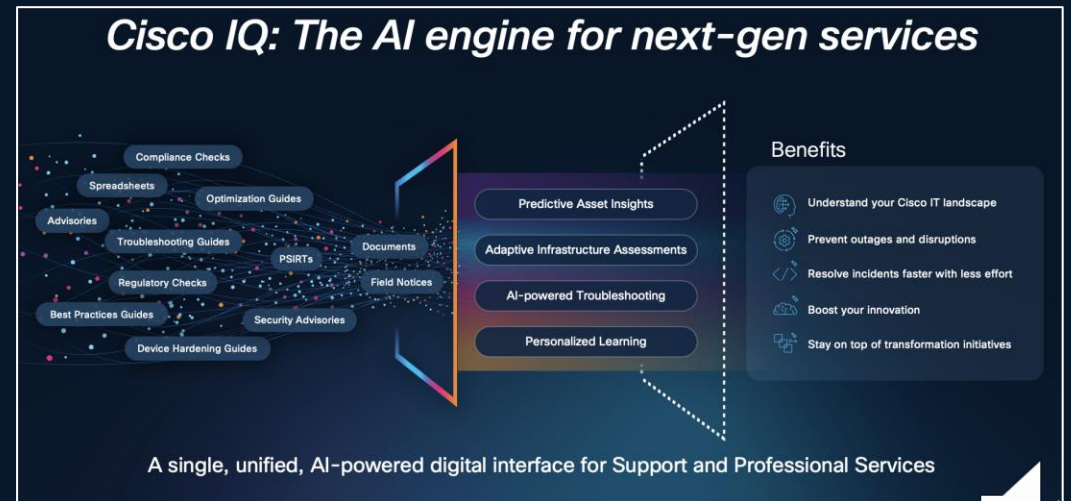 Cisco IQ: The AI engine for next-gen services
Compliance Checks
Spreadsheets
Optimization Guides
Advisories
Troubleshooting Guides
PSIRTs
Documents
Regulatory Checks
Field Notices
Best Practices Guides
Security Advisories
Device Hardening Guides
Predictive Asset Insights
Adaptive Infrastructure Assessments
AI-powered Troubleshooting
Personalized Learning
Benefits
Understand your Cisco IT landscape
Prevent outages and disruptions
Resolve incidents faster with less effort
Boost your innovation
Stay on top of transformation initiatives
A single, unified, AI-powered digital interface for Support and Professional Services